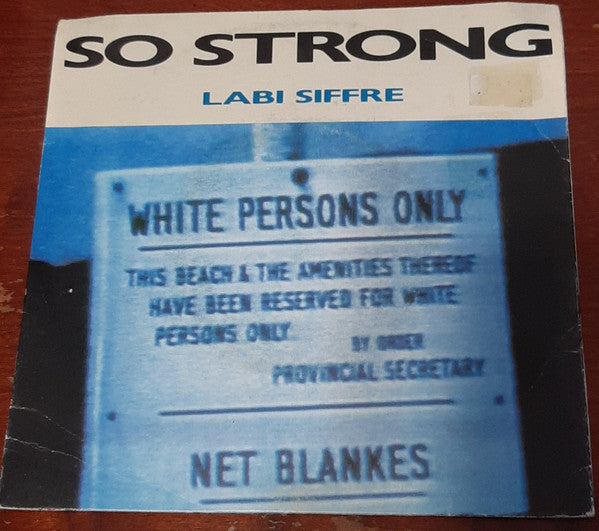 SO STRONG
LABI SIFFRE
WHITE PERSONS ONLY
THIS BEACH & THE AMENITIES THEREOF
HAVE BEEN RESERVED FOR WHITE
PERSONS ONLY.
BY ORDER
PROVINCIAL SECRETARY
NET BLANKES